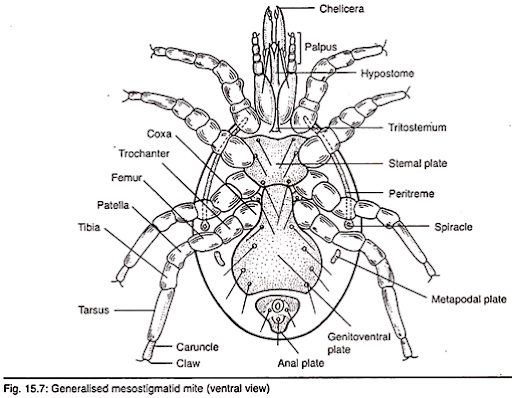 Chelicera
Palpus
Hypostome
Tritosternum
Coxa
Trochanter
Sternal plate
Femur
Peritreme
Patella
Tibia
Spiracle
Metapodal plate
Tarsus
Genitoventral
plate
Caruncle
Claw
Anal plate
Fig. 15.7: Generalised mesostigmatid mite (ventral view)